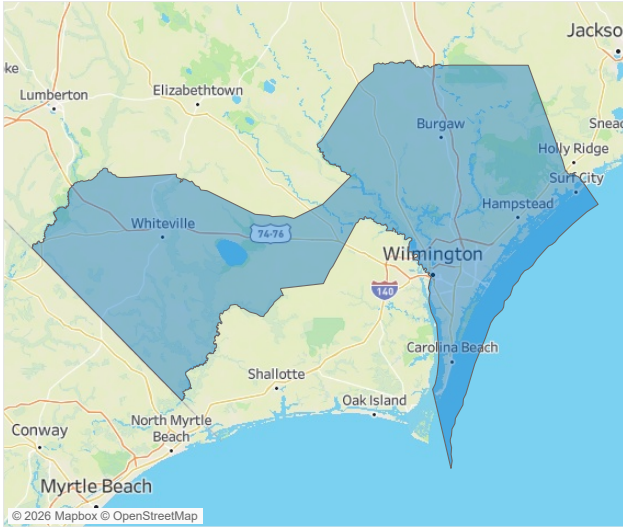 Jackso
ke
Lumberton
Elizabethtown
Burgaw
Snead
Holly Ridge
Surf City
Hampstead
Whiteville
74-76
Wilmington
140
Carolina Beach
Shallotte
Oak Island
North Myrtle
Beach
Conway
Myrtle Beach
© 2026 Mapbox © OpenStreetMap